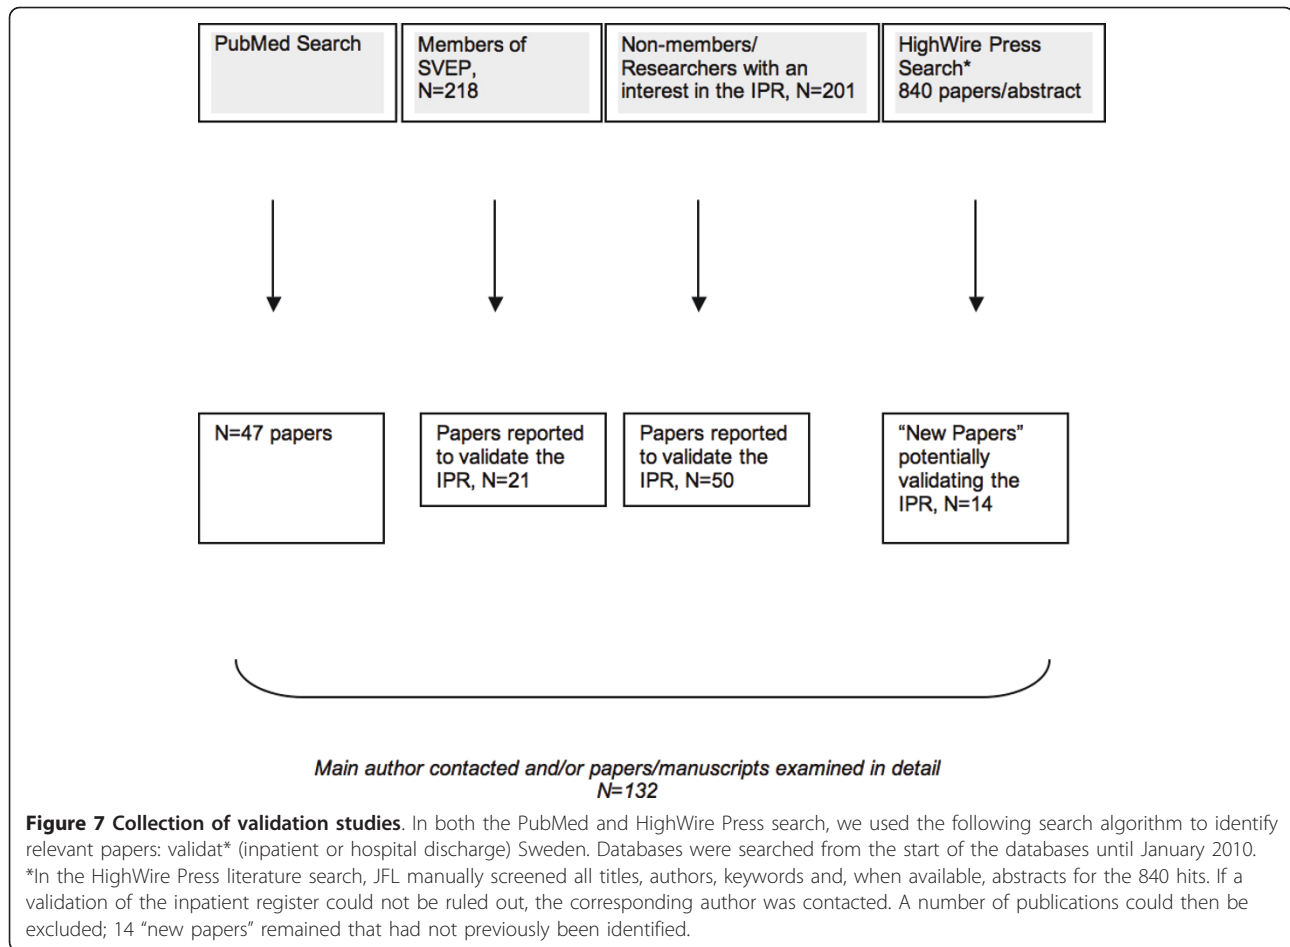 PubMed Search
Members of
SVEP,
N=218
Non-members/
Researchers with an
interest in the IPR, N=201
HighWire Press
Search*
840 papers/abstract
N=47 papers
Papers reported
to validate the
IPR, N=21
Papers reported
to validate the
IPR, N=50
“New Papers”
potentially
validating the
IPR, N=14
Main author contacted and/or papers/manuscripts examined in detail
N=132
Figure 7 Collection of validation studies. In both the PubMed and HighWire Press search, we used the following search algorithm to identify
relevant papers: validat* (inpatient or hospital discharge) Sweden. Databases were searched from the start of the databases until January 2010.
*In the HighWire Press literature search, JFL manually screened all titles, authors, keywords and, when available, abstracts for the 840 hits. If a
validation of the inpatient register could not be ruled out, the corresponding author was contacted. A number of publications could then be
excluded; 14 “new papers” remained that had not previously been identified.